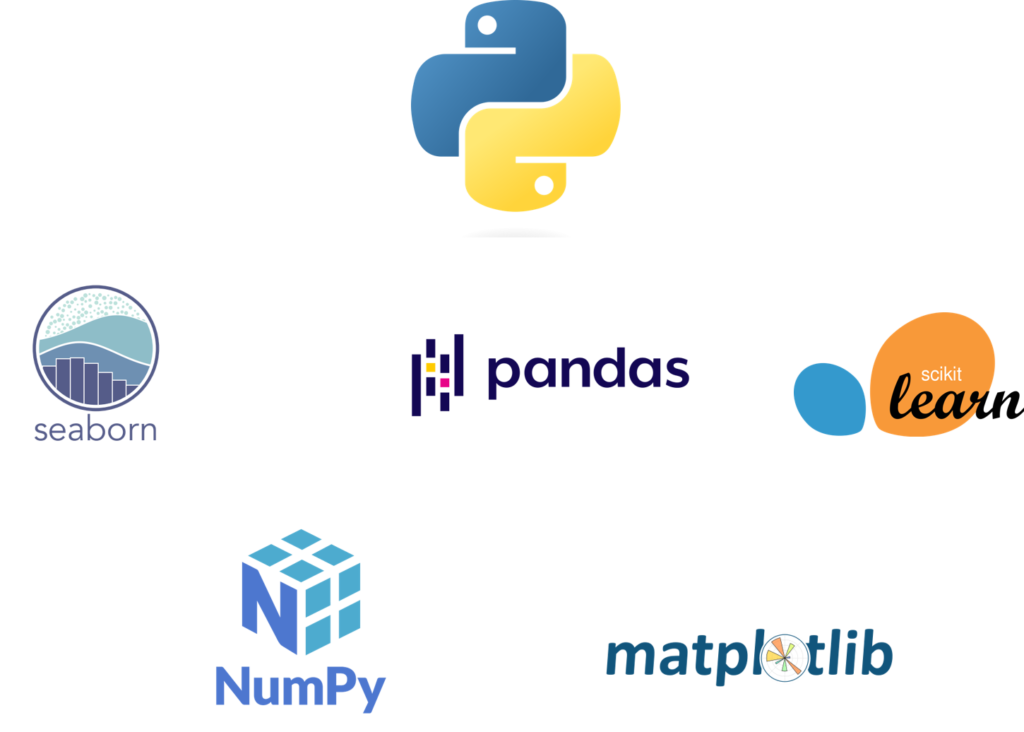 seaborn
pandas
scikit
learn
NumPy
matplotlib